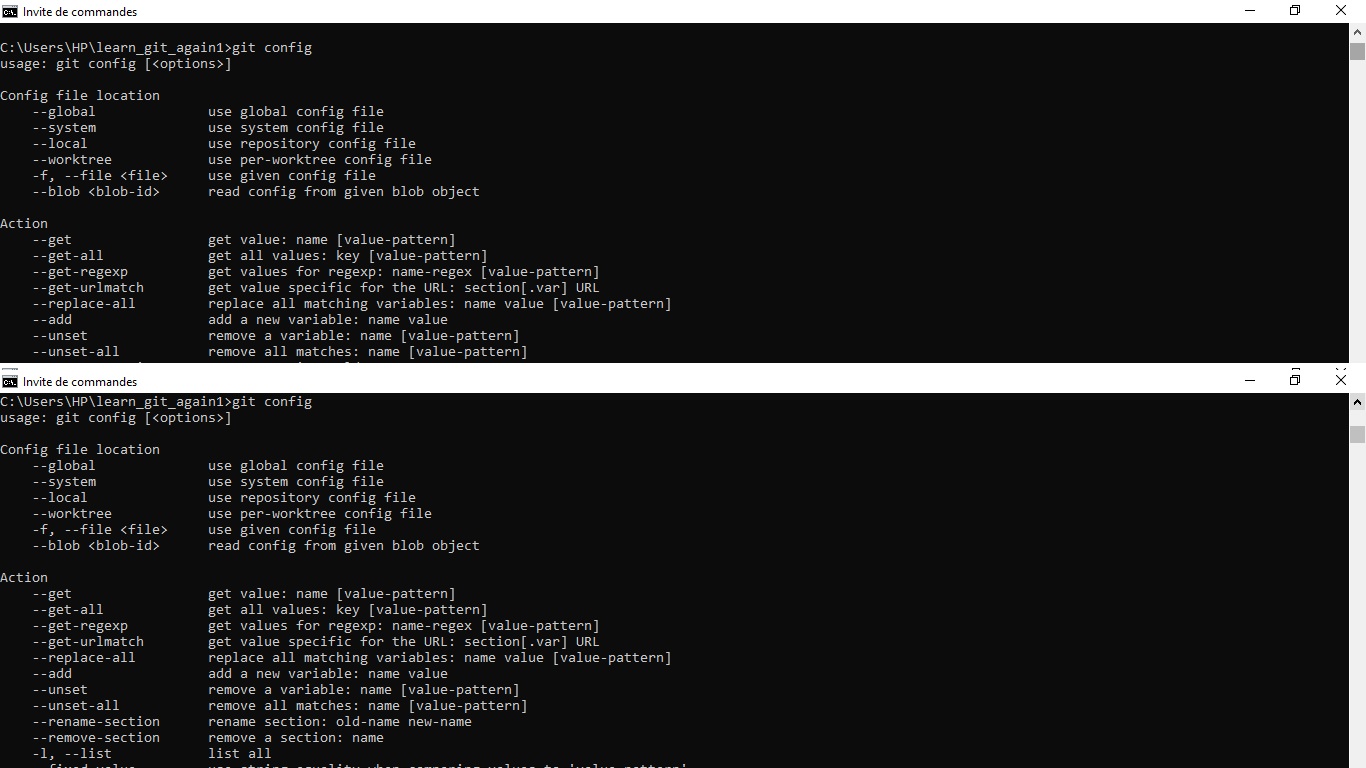 Invite de commandes
C:\Users\HP\learn_git_again1>git config
usage: git config [<options>]
Config file location
--global use global config file
--system use system config file
--local use repository config file
--worktree use per-worktree config file
-f, --file <file> use given config file
--blob <blob-id> read config from given blob object
Action
--get get value: name [value-pattern]
--get-all get all values: key [value-pattern]
--get-regexp get values for regexp: name-regex [value-pattern]
--get-urlmatch get value specific for the URL: section[.var] URL
--replace-all replace all matching variables: name value [value-pattern]
--add add a new variable: name value
--unset remove a variable: name [value-pattern]
--unset-all remove all matches: name [value-pattern]
Invite de commandes
C:\Users\HP\learn_git_again1>git config
usage: git config [<options>]
Config file location
--global use global config file
--system use system config file
--local use repository config file
--worktree use per-worktree config file
-f, --file <file> use given config file
--blob <blob-id> read config from given blob object
Action
--get get value: name [value-pattern]
--get-all get all values: key [value-pattern]
--get-regexp get values for regexp: name-regex [value-pattern]
--get-urlmatch get value specific for the URL: section[.var] URL
--replace-all replace all matching variables: name value [value-pattern]
--add add a new variable: name value
--unset remove a variable: name [value-pattern]
--unset-all remove all matches: name [value-pattern]
--rename-section rename section: old-name new-name
--remove-section remove a section: name
-l, --list list all